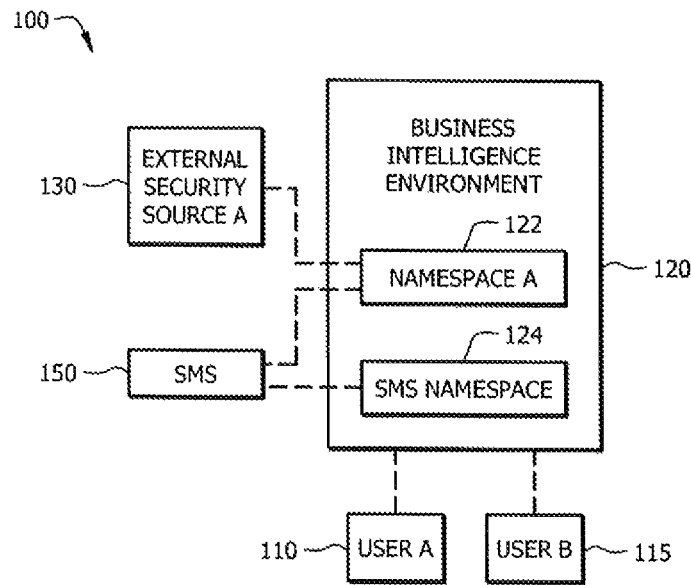 100
BUSINESS
INTELLIGENCE
ENVIRONMENT
EXTERNAL
SECURITY
SOURCE A
130
122
NAMESPACE A
120
124
SMS NAMESPACE
150
SMS
110
USER A
USER B
115